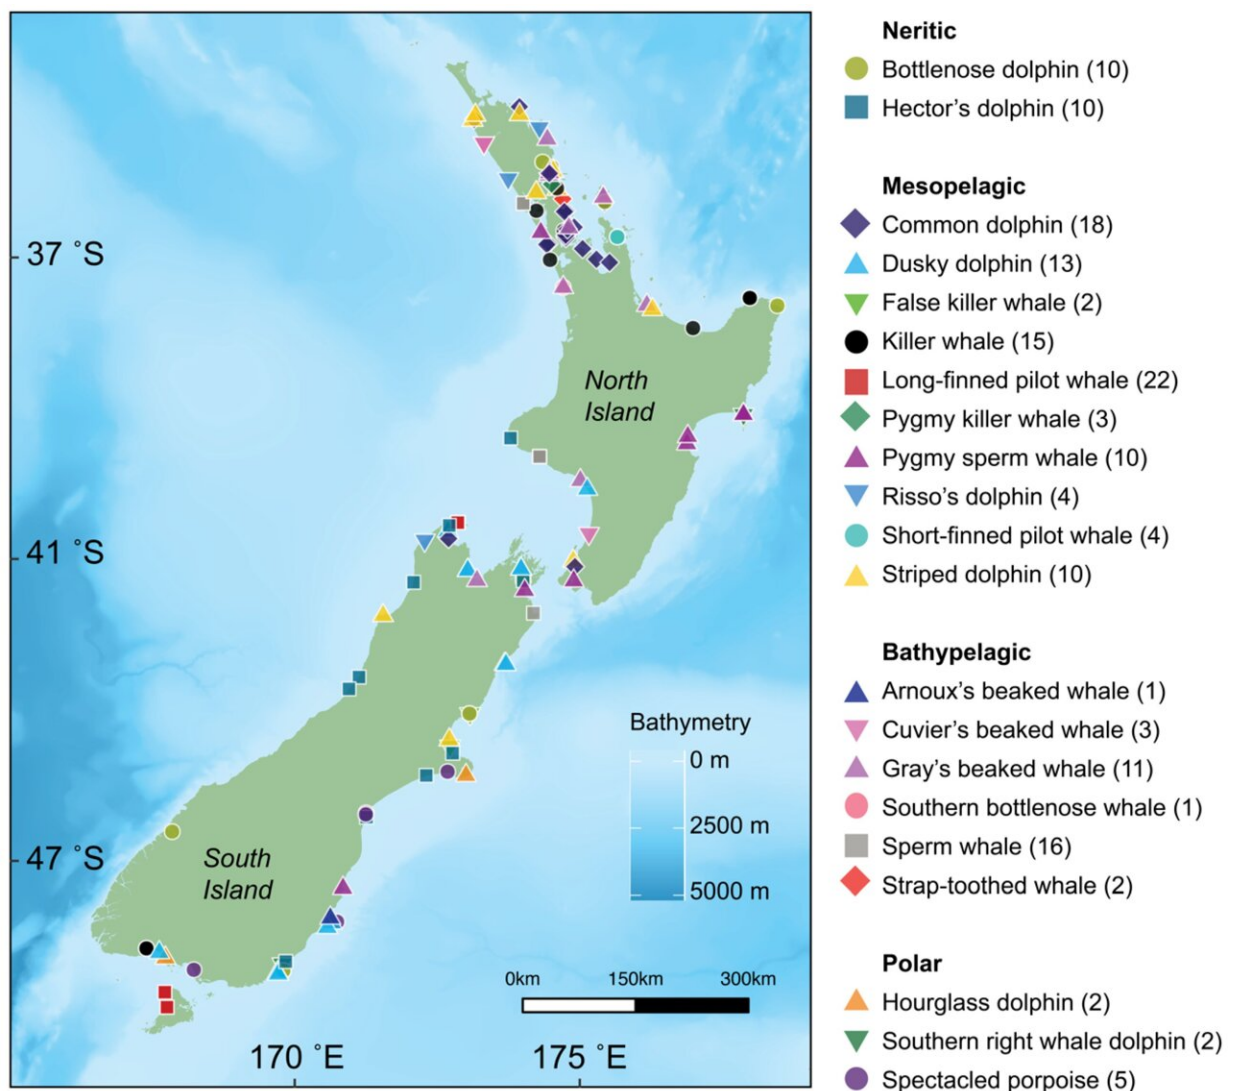 37 °S
41 °S
47 °S
170 °E
175 °E
North
Island
South
Island
Bathymetry
0 m
2500 m
5000 m
0km 150km 300km
Neritic
Bottlenose dolphin (10)
Hector's dolphin (10)
Mesopelagic
Common dolphin (18)
Dusky dolphin (13)
False killer whale (2)
Killer whale (15)
Long-finned pilot whale (22)
Pygmy killer whale (3)
Pygmy sperm whale (10)
Risso's dolphin (4)
Short-finned pilot whale (4)
Striped dolphin (10)
Bathypelagic
Arnoux's beaked whale (1)
Cuvier's beaked whale (3)
Gray's beaked whale (11)
Southern bottlenose whale (1)
Sperm whale (16)
Strap-toothed whale (2)
Polar
Hourglass dolphin (2)
Southern right whale dolphin (2)
Spectacled porpoise (5)